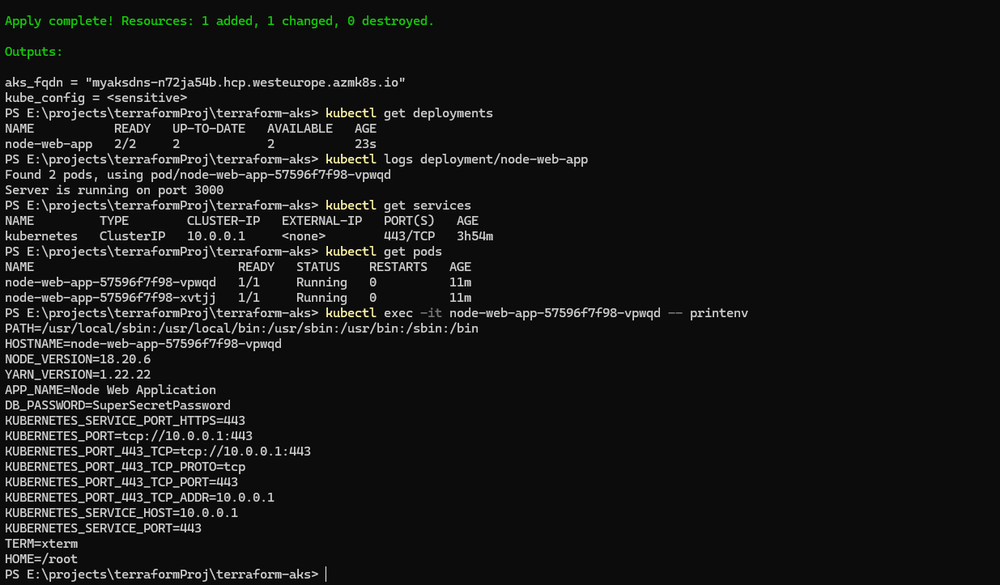 Apply complete! Resources: 1 added, 1 changed, 0 destroyed.
Outputs:
aks_fqdn = "myaksdns-n72ja54b.hcp.westeurope.azmk8s.io"
kube_config = <sensitive>
PS E:\projects\terraformProj\terraform-aks> kubectl get deployments
NAME           READY   UP-TO-DATE   AVAILABLE   AGE
node-web-app   2/2     2            2           23s
PS E:\projects\terraformProj\terraform-aks> kubectl logs deployment/node-web-app
Found 2 pods, using pod/node-web-app-57596f7f98-vpwqd
Server is running on port 3000
PS E:\projects\terraformProj\terraform-aks> kubectl get services
NAME         TYPE        CLUSTER-IP   EXTERNAL-IP   PORT(S)   AGE
kubernetes   ClusterIP   10.0.0.1     <none>        443/TCP   3h54m
PS E:\projects\terraformProj\terraform-aks> kubectl get pods
NAME                            READY   STATUS    RESTARTS   AGE
node-web-app-57596f7f98-vpwqd   1/1     Running   0          11m
node-web-app-57596f7f98-xvtjj   1/1     Running   0          11m
PS E:\projects\terraformProj\terraform-aks> kubectl exec -it node-web-app-57596f7f98-vpwqd -- printenv
PATH=/usr/local/sbin:/usr/local/bin:/usr/sbin:/usr/bin:/sbin:/bin
HOSTNAME=node-web-app-57596f7f98-vpwqd
NODE_VERSION=18.20.6
YARN_VERSION=1.22.22
APP_NAME=Node Web Application
DB_PASSWORD=SuperSecretPassword
KUBERNETES_SERVICE_PORT_HTTPS=443
KUBERNETES_PORT=tcp://10.0.0.1:443
KUBERNETES_PORT_443_TCP=tcp://10.0.0.1:443
KUBERNETES_PORT_443_TCP_PROTO=tcp
KUBERNETES_PORT_443_TCP_PORT=443
KUBERNETES_PORT_443_TCP_ADDR=10.0.0.1
KUBERNETES_SERVICE_HOST=10.0.0.1
KUBERNETES_SERVICE_PORT=443
TERM=xterm
HOME=/root
PS E:\projects\terraformProj\terraform-aks>